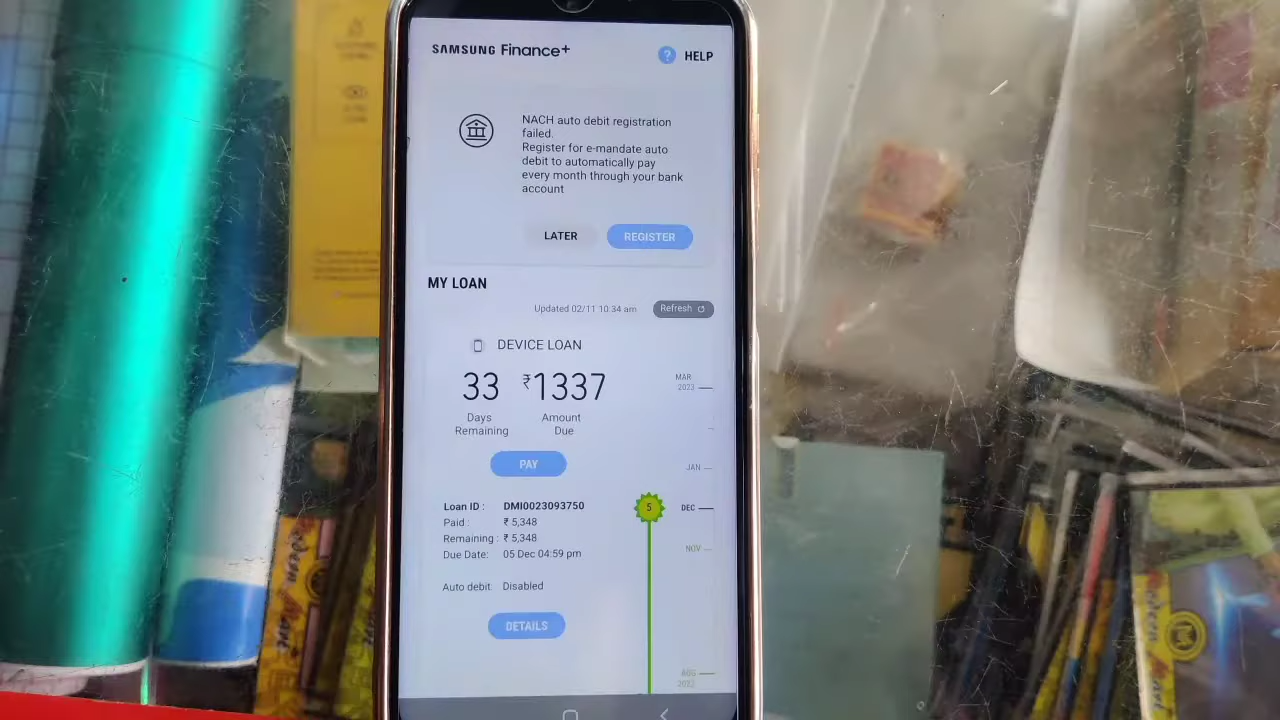 SAMSUNG Finance+
? HELP
NACH auto debit registration
failed.
Register for e-mandate auto
debit to automatically pay
every month through your bank
account
LATER
REGISTER
MY LOAN
Updated 02/11 10:34 am
Refresh
DEVICE LOAN
33
Days
Remaining
₹1337
Amount
Due
PAY
MAR
2023
JAN
5
DEC
NOV
AUG
2022
Loan ID : DMI0023093750
Paid : ₹ 5,348
Remaining : ₹ 5,348
Due Date: 05 Dec 04:59 pm
Auto debit: Disabled
DETAILS